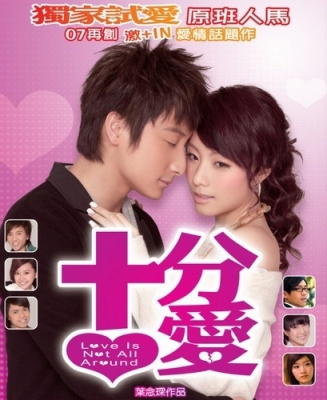 獨家試愛 原班人馬
07再創 激+IN 愛情話題作
十分愛
Love Is
Not All
Around
葉念琛作品